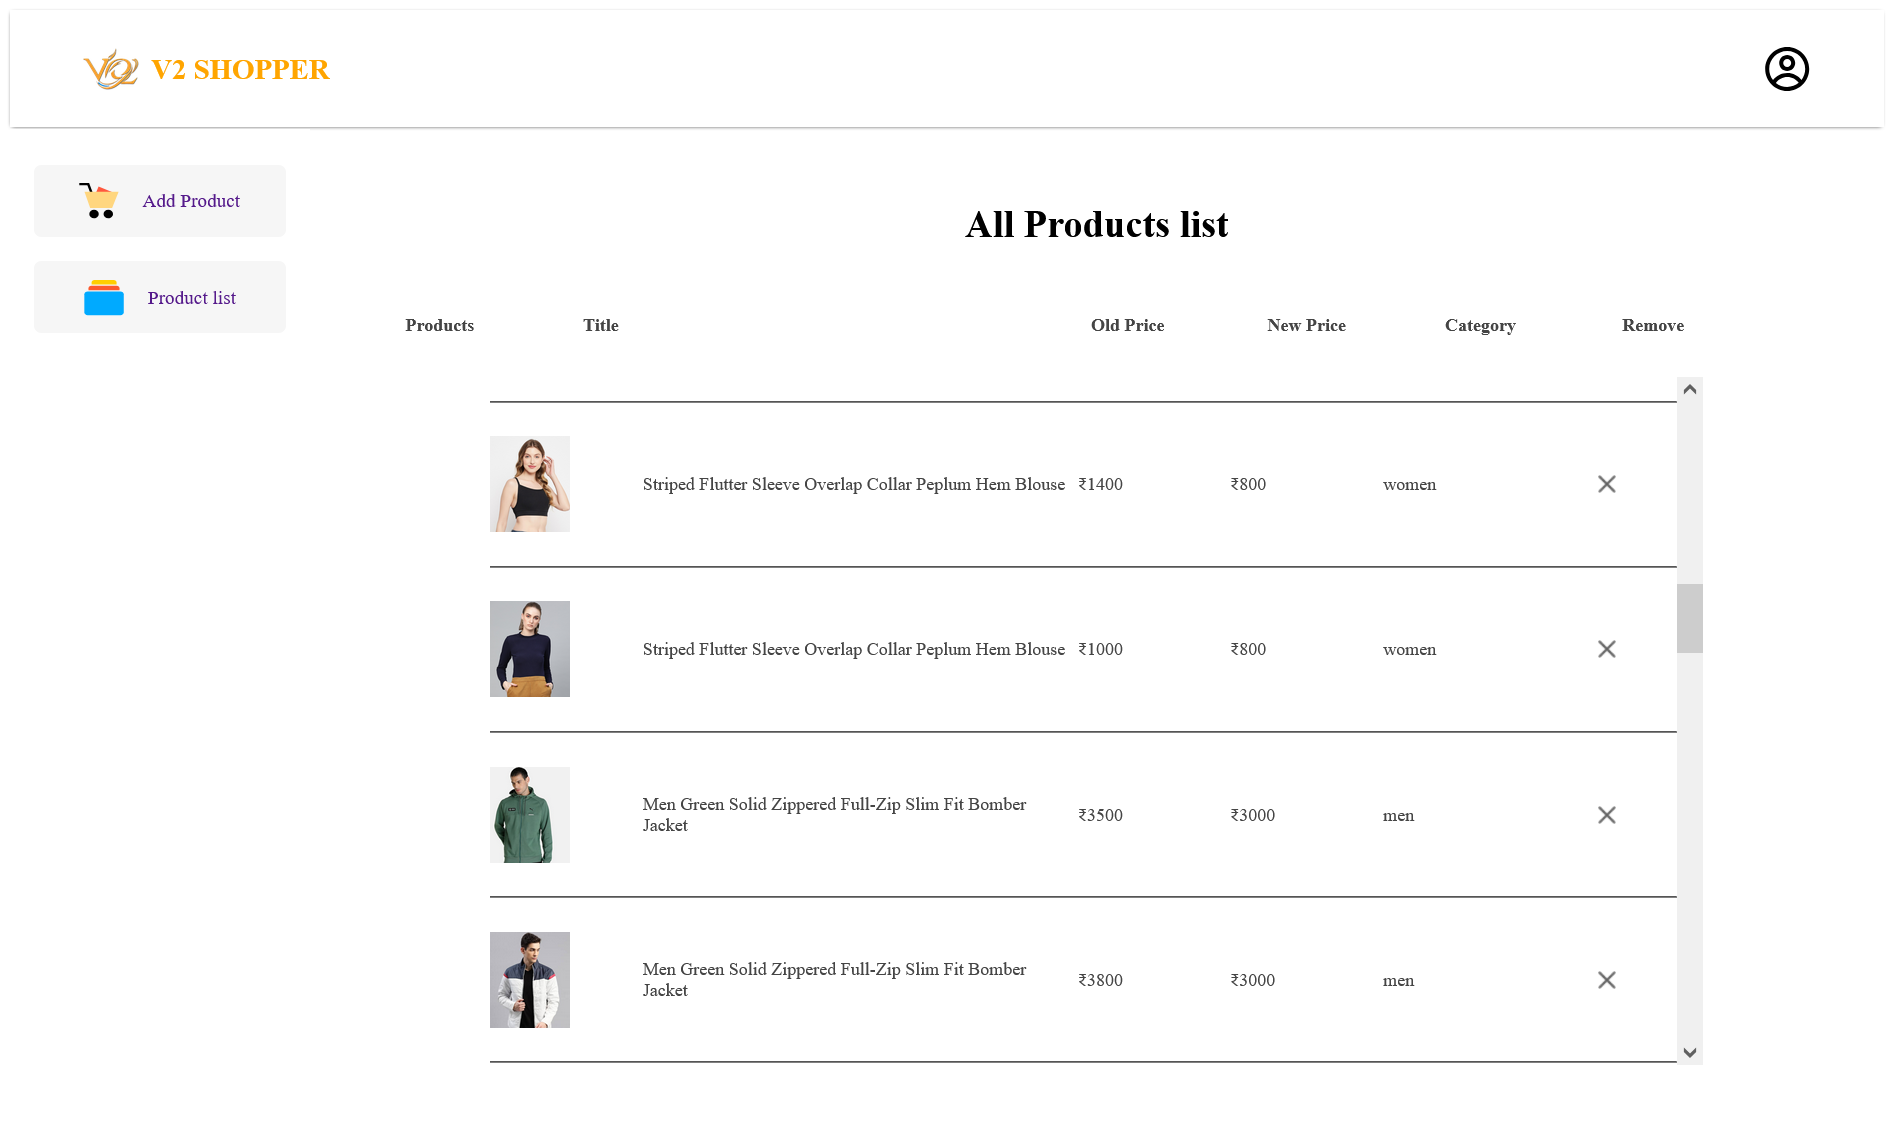 V2 SHOPPER
Add Product
Product list
All Products list
Products Title Old Price New Price Category Remove
Striped Flutter Sleeve Overlap Collar Peplum Hem Blouse ₹1400 ₹800 women
Striped Flutter Sleeve Overlap Collar Peplum Hem Blouse ₹1000 ₹800 women
Men Green Solid Zippered Full-Zip Slim Fit Bomber
Jacket ₹3500 ₹3000 men
Men Green Solid Zippered Full-Zip Slim Fit Bomber
Jacket ₹3800 ₹3000 men